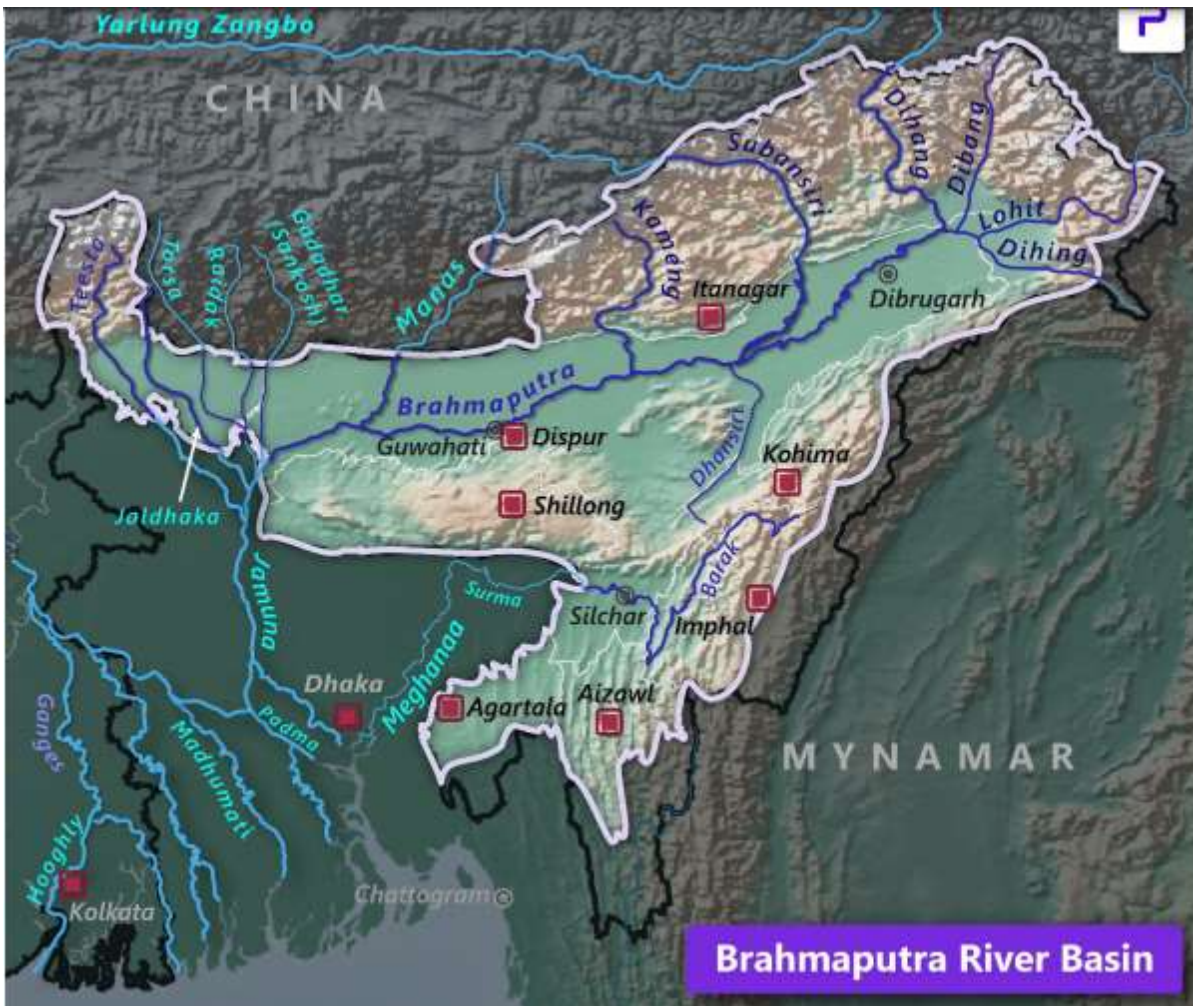 Yarlung Zangbo
CHINA
Dihang
Dibang
Subansiri
Lohit
Dihing
Kameng
Teesta
Torsa
Raidak
Gadadhar
(Sankosh)
Manas
Itanagar
Dibrugarh
Brahmaputra
Guwahati
Dispur
Dhansiri
Kohima
Shillong
Jaldhaka
Jamuna
Surma
Silchar
Barak
Imphal
Meghanaa
Dhaka
Agartala
Aizawl
Padma
Ganges
Madhumati
MYNAMAR
Hooghly
Kolkata
Chattogram
Brahmaputra River Basin